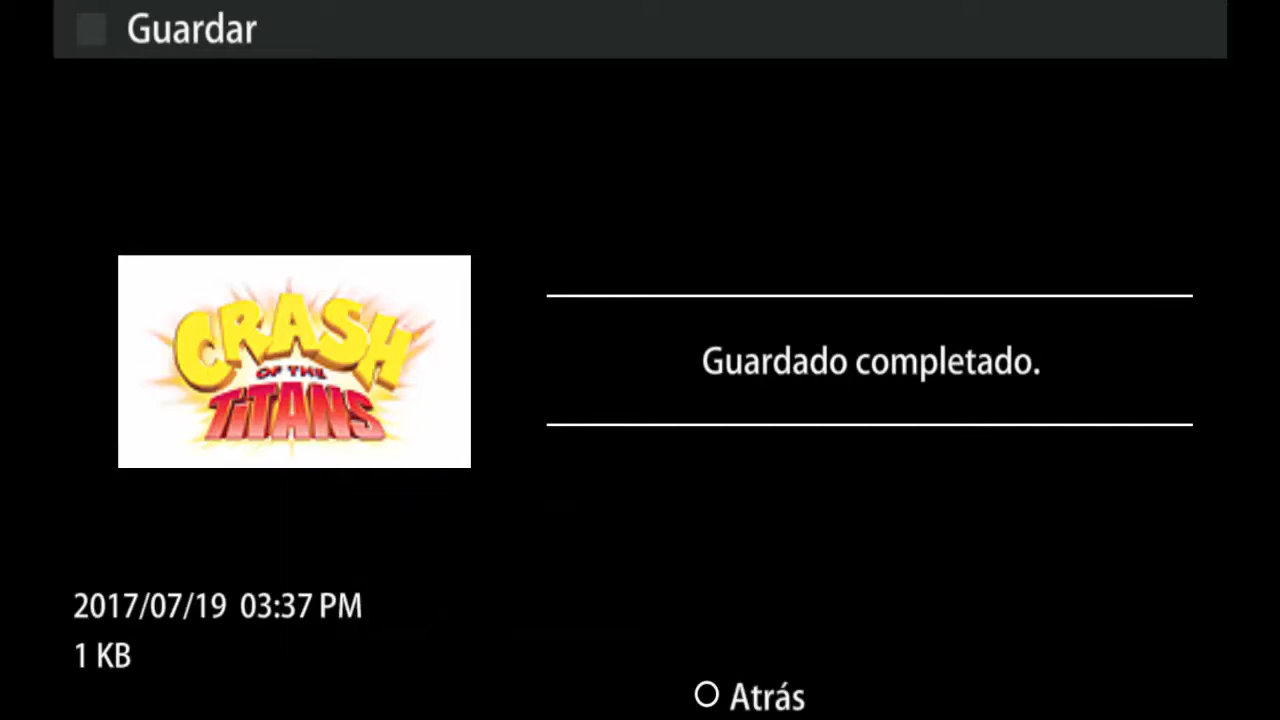 Guardar
CRASH
OF THE
TiTANS
Guardado completado.
2017/07/19 03:37 PM
1 KB
Atrás